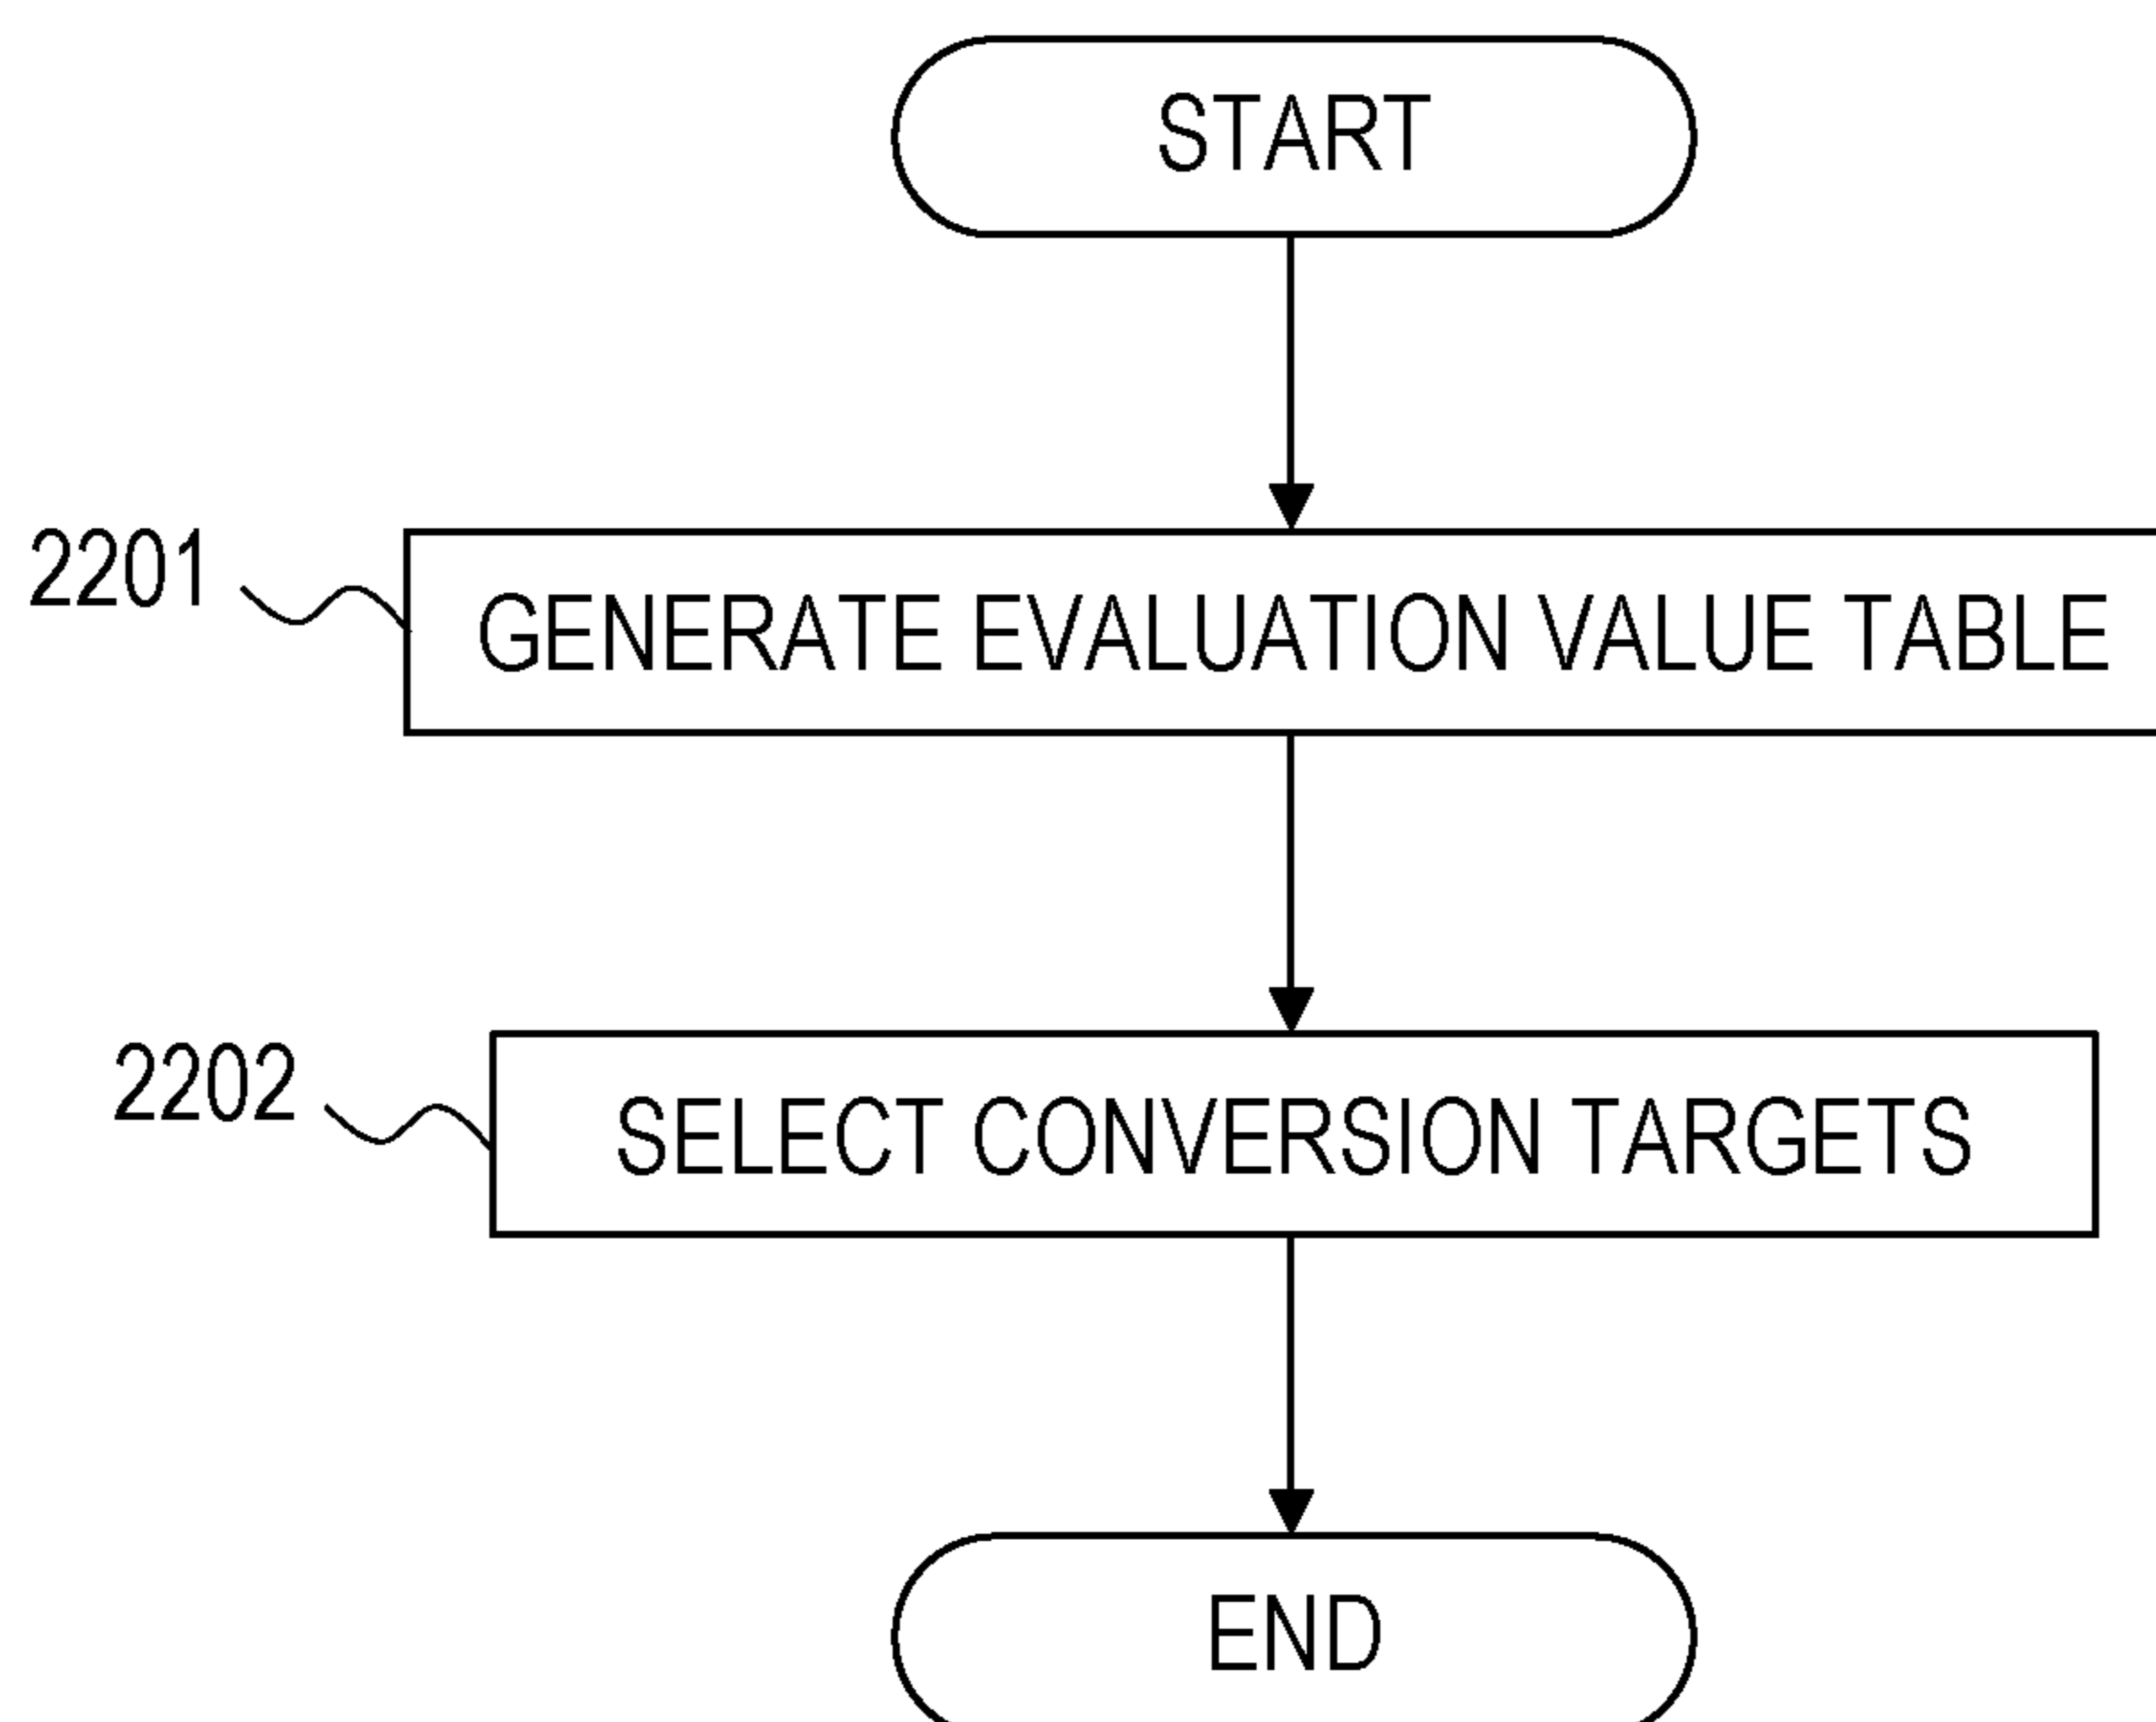 START
2201
GENERATE EVALUATION VALUE TABLE
2202
SELECT CONVERSION TARGETS
END